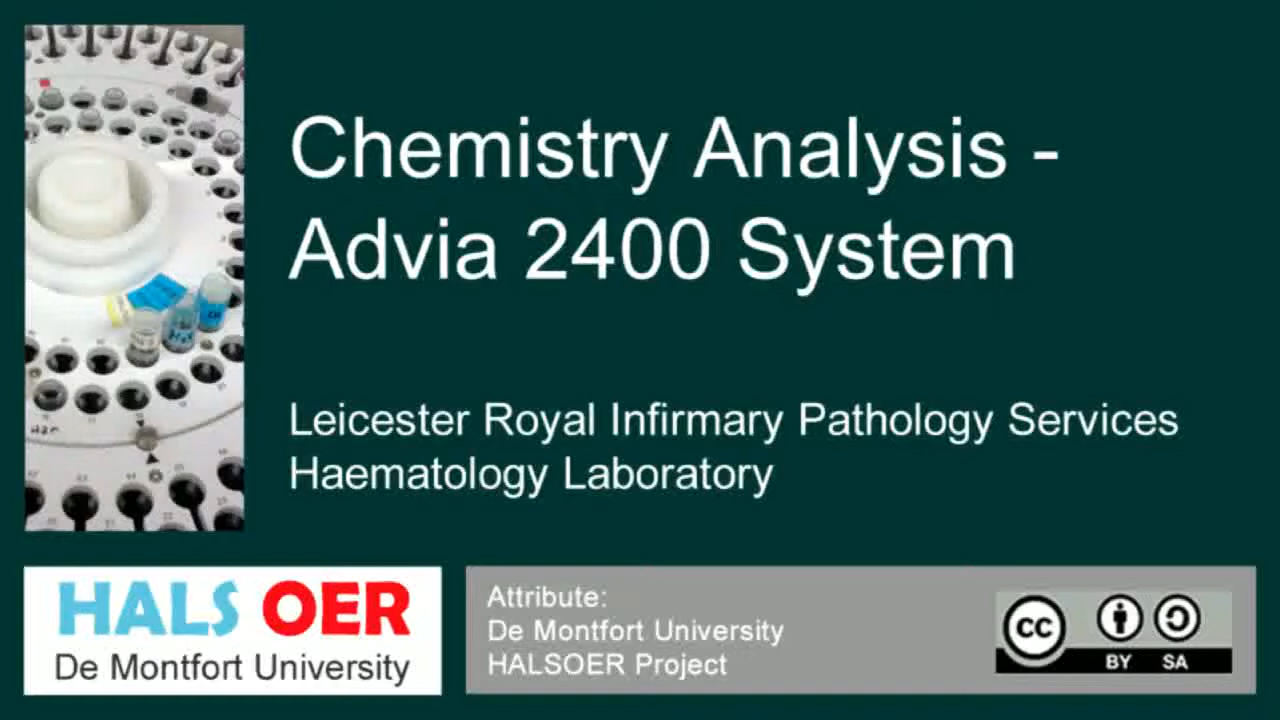 Chemistry Analysis -
Advia 2400 System
Leicester Royal Infirmary Pathology Services
Haematology Laboratory
HALS OER
De Montfort University
Attribute:
De Montfort University
HALSOER Project
cc
BY SA